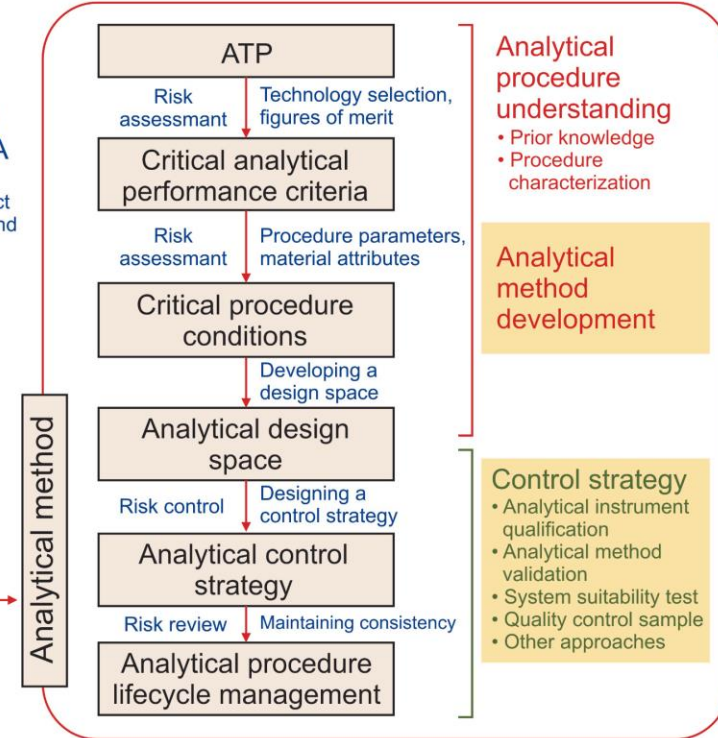 A
ct
nd
Analytical method
ATP
Risk
assessmant
Technology selection,
figures of merit
Critical analytical
performance criteria
Risk
assessmant
Procedure parameters,
material attributes
Critical procedure
conditions
Developing a
design space
Analytical design
space
Risk control
Designing a
control strategy
Analytical control
strategy
Risk review
Maintaining consistency
Analytical procedure
lifecycle management
Analytical
procedure
understanding
• Prior knowledge
• Procedure
characterization
Analytical
method
development
Control strategy
• Analytical instrument
qualification
• Analytical method
validation
• System suitability test
• Quality control sample
• Other approaches